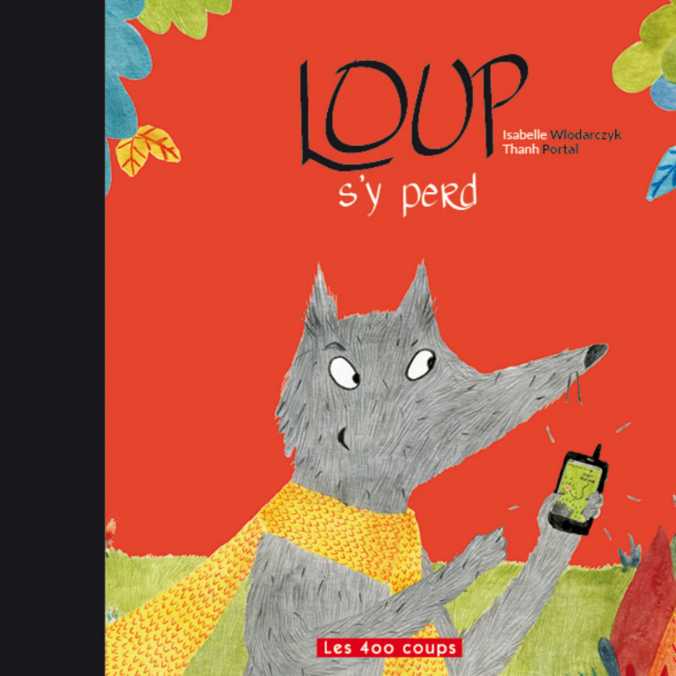 LOUP
Isabelle Wlodarczyk
Thanh Portal
s'y perd
Les 400 coups